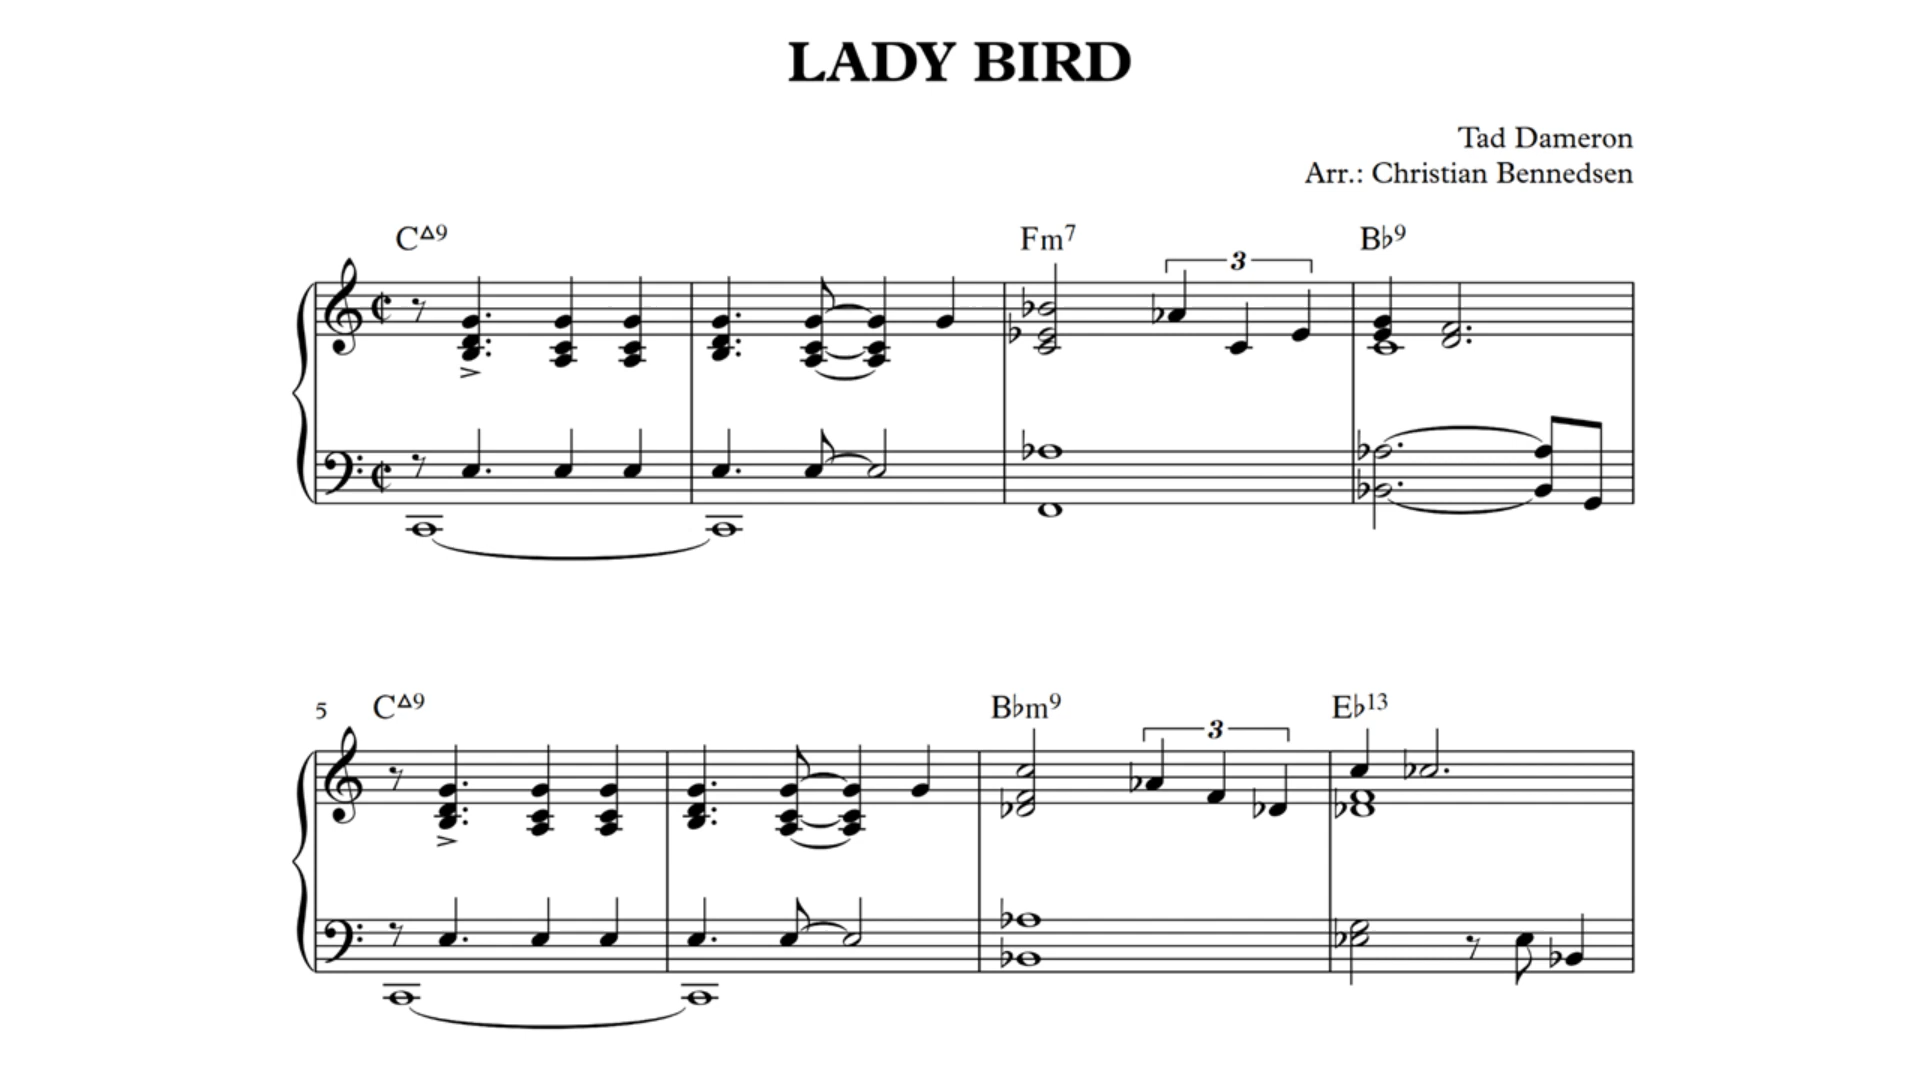 LADY BIRD
Tad Dameron
Arr.: Christian Bennedsen
C△9 Fm7 B♭9
3
5 C△9 B♭m9 E♭13
3